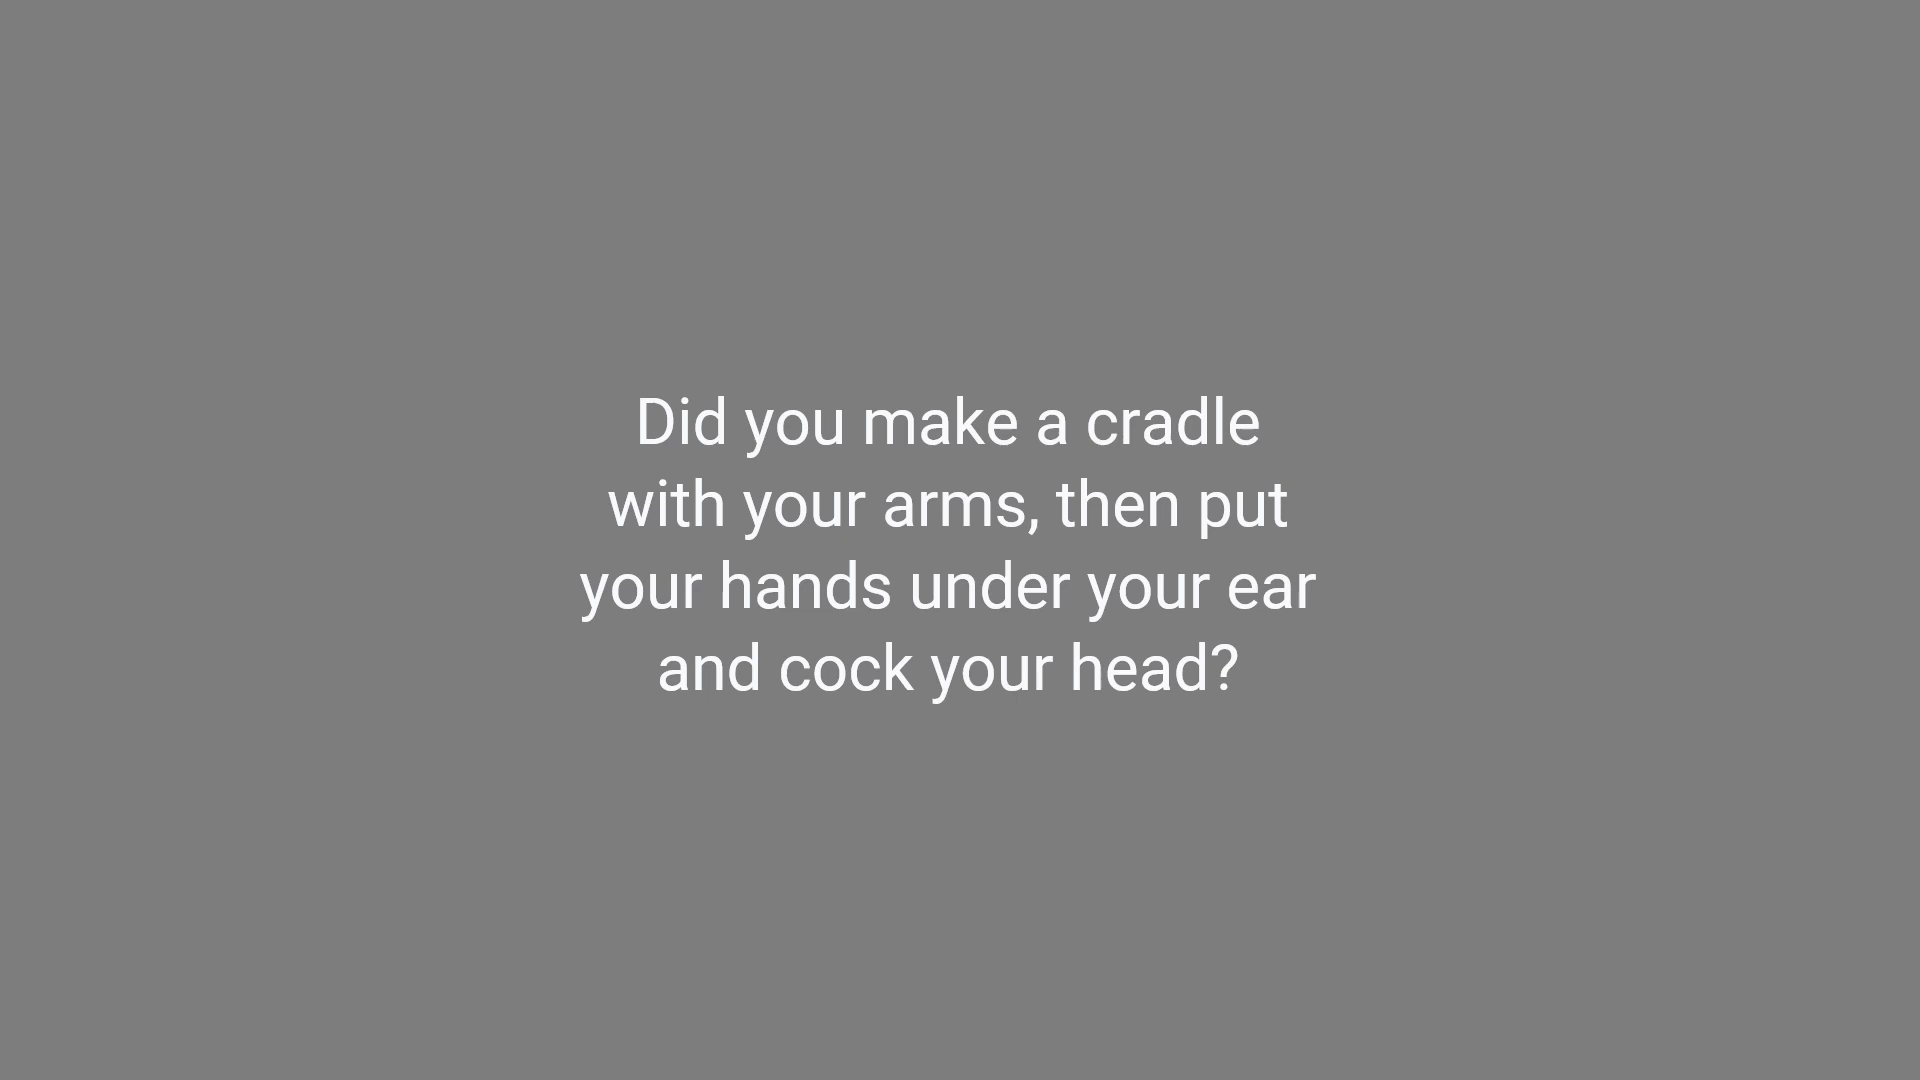 Did you make a cradle
with your arms, then put
your hands under your ear
and cock your head?